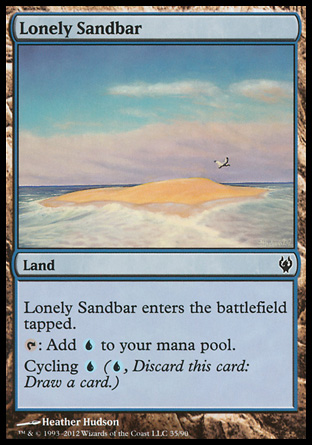 Lonely Sandbar
Land
Lonely Sandbar enters the battlefield
tapped.
: Add to your mana pool.
Cycling ( , Discard this card:
Draw a card.)
Heather Hudson
™ & © 1993–2012 Wizards of the Coast LLC 35/90